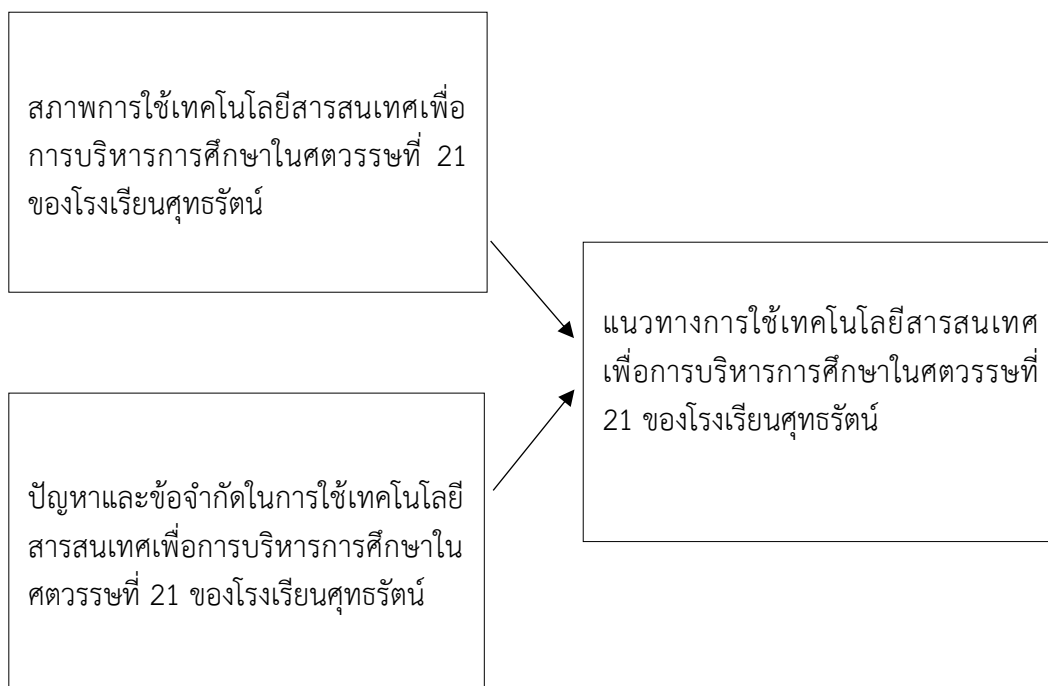 สภาพการใช้เทคโนโลยีสารสนเทศเพื่อ
การบริหารการศึกษาในศตวรรษที่ 21
ของโรงเรียนศุทธรัตน์
แนวทางการใช้เทคโนโลยีสารสนเทศ
เพื่อการบริหารการศึกษาในศตวรรษที่
21 ของโรงเรียนศุทธรัตน์
ปัญหาและข้อจำกัดในการใช้เทคโนโลยี
สารสนเทศเพื่อการบริหารการศึกษาใน
ศตวรรษที่ 21 ของโรงเรียนศุทธรัตน์